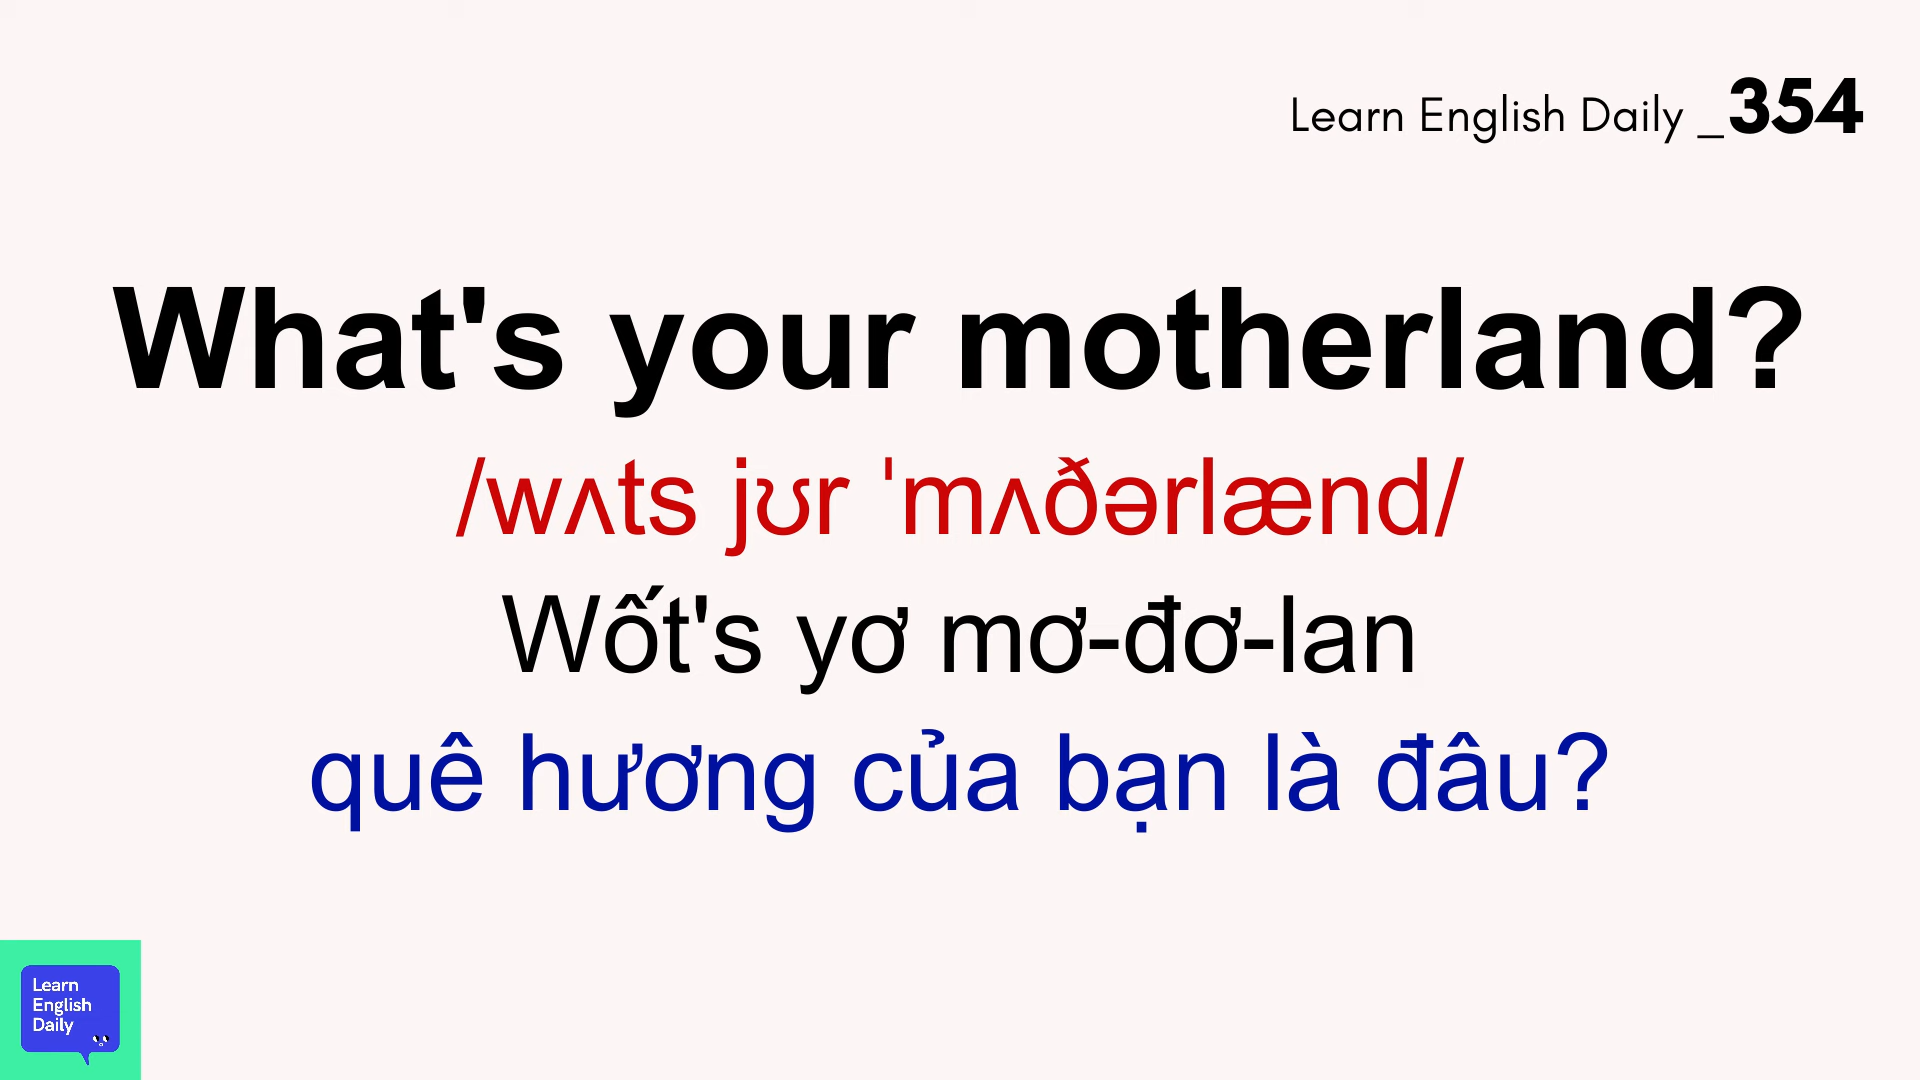 Learn English Daily _354
What's your motherland?
/wʌts jʊr ˈmʌðərlænd/
Wốt's yơ mơ-đơ-lan
quê hương của bạn là đâu?
Learn
English
Daily